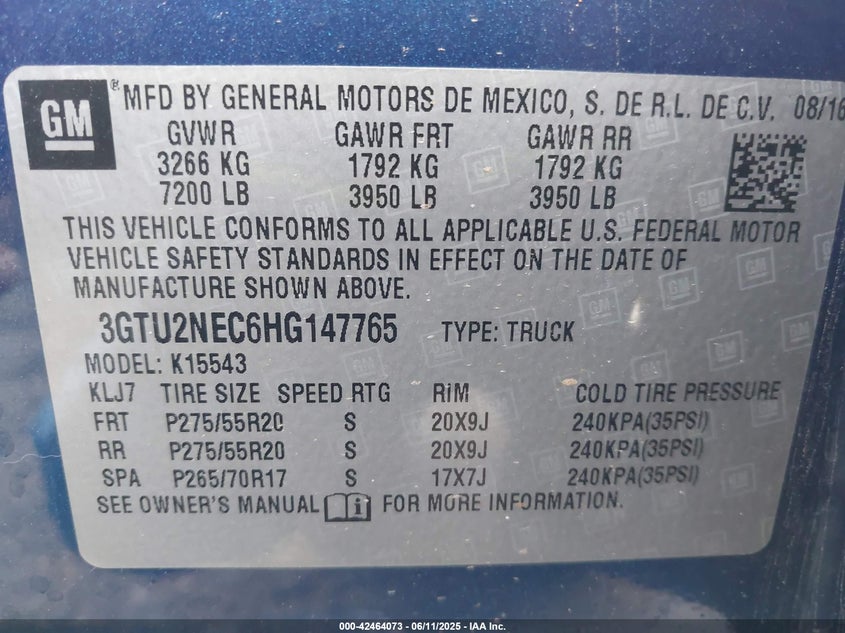 GM ® MFD BY GENERAL MOTORS DE MEXICO, S. DE R.L. DE C.V. 08/16
GVWR GAWR FRT GAWR RR
3266 KG 1792 KG 1792 KG
7200 LB 3950 LB 3950 LB
THIS VEHICLE CONFORMS TO ALL APPLICABLE U.S. FEDERAL MOTOR
VEHICLE SAFETY STANDARDS IN EFFECT ON THE DATE OF
MANUFACTURE SHOWN ABOVE.
3GTU2NEC6HG147765 TYPE: TRUCK
MODEL: K15543
KLJ7 TIRE SIZE SPEED RTG RiM COLD TIRE PRESSURE
FRT P275/55R20 S 20X9J 240KPA(35PSI)
RR P275/55R20 S 20X9J 240KPA(35PSI)
SPA P265/70R17 S 17X7J 240KPA(35PSI)
SEE OWNER'S MANUAL i FOR MORE INFORMATION.
000-42464073 - 06/11/2025 - IAA Inc.